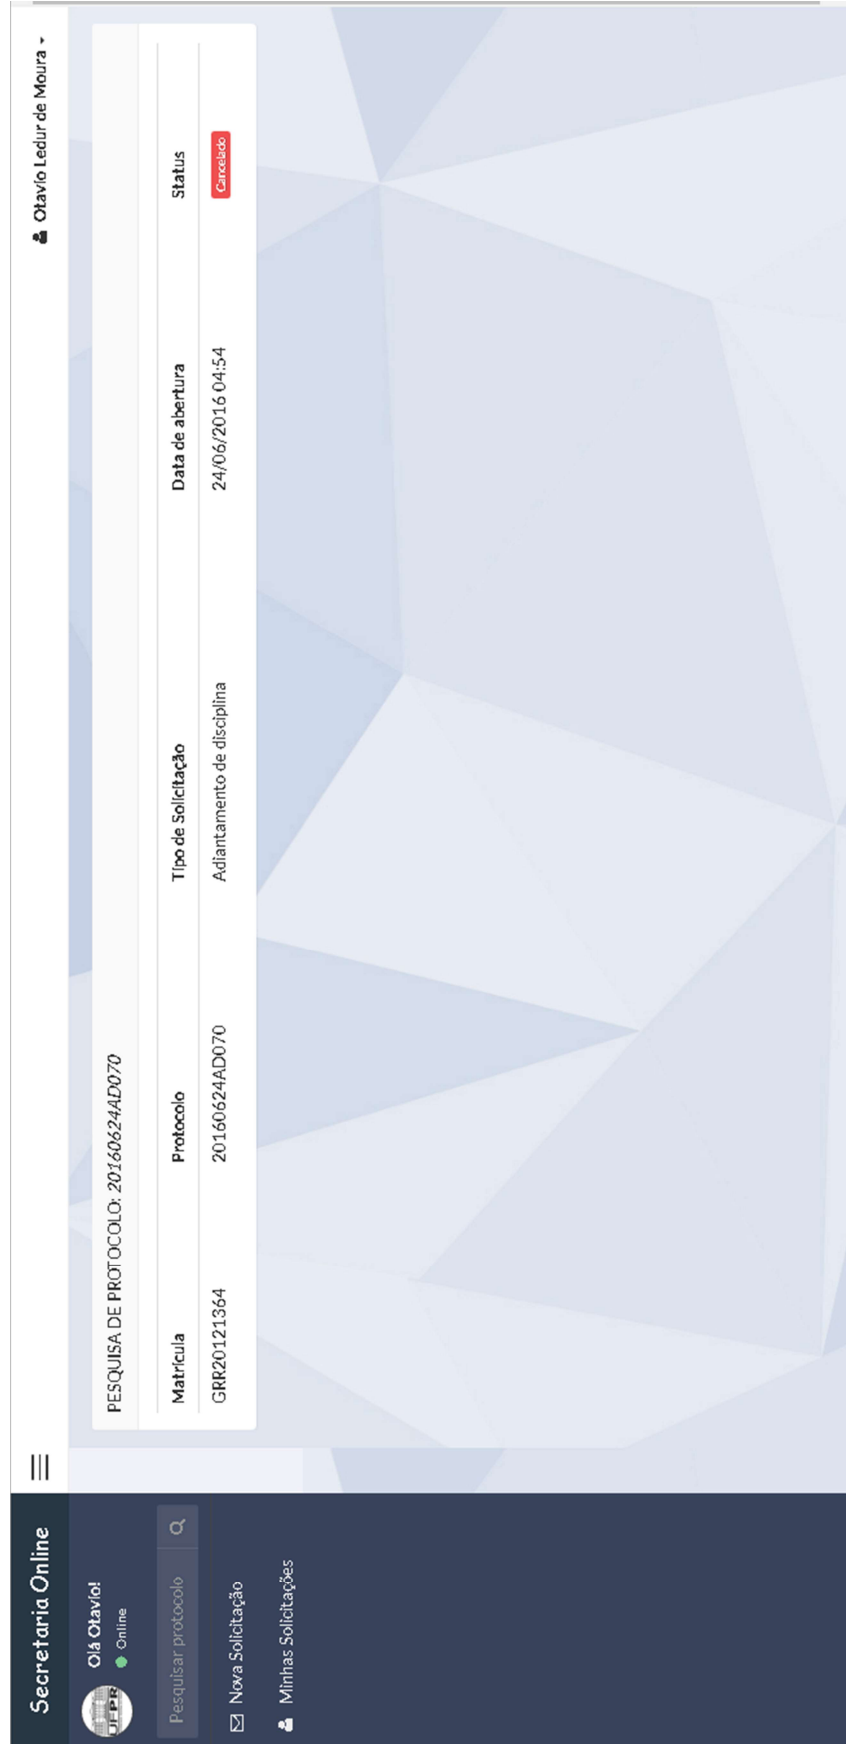 Secretaria Online
Otavio Ledur de Moura
Olá Otavio!
Online
UFPR
Pesquisar protocolo
Nova Solicitação
Minhas Solicitações
PESQUISA DE PROTOCOLO: 20160624AD070
Matrícula Protocolo Tipo de Solicitação Data de abertura Status
GRR20121364 20160624AD070 Adiantamento de disciplina 24/06/2016 04:54 Cancelado